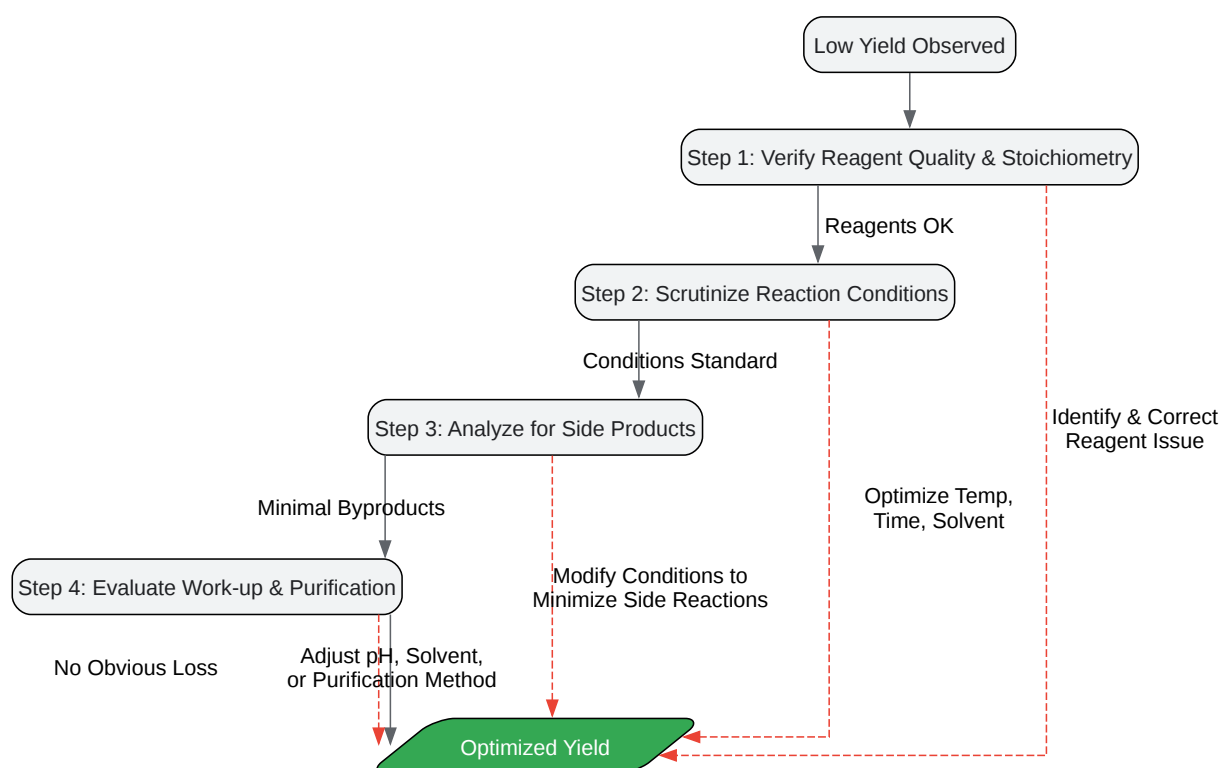 Low Yield Observed
Step 1: Verify Reagent Quality & Stoichiometry
Reagents OK
Step 2: Scrutinize Reaction Conditions
Conditions Standard
Identify & Correct
Reagent Issue
Step 3: Analyze for Side Products
Optimize Temp,
Time, Solvent
Minimal Byproducts
Modify Conditions to
Minimize Side Reactions
Step 4: Evaluate Work-up & Purification
No Obvious Loss
Adjust pH, Solvent,
or Purification Method
Optimized Yield